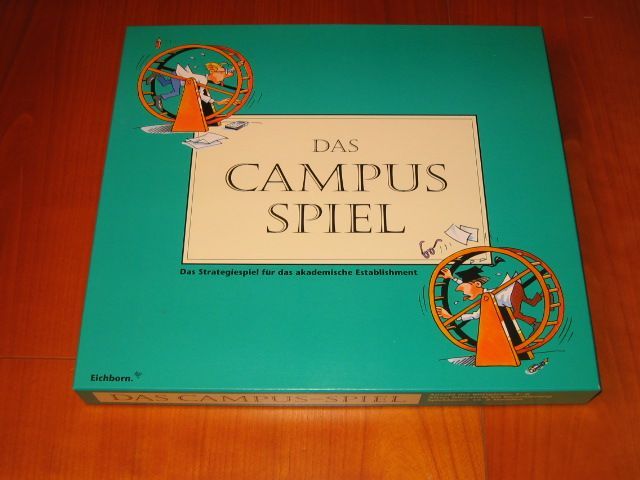 DAS
CAMPUS
SPIEL
Das Strategiespiel für das akademische Establishment
Eichborn.
DAS CAMPUS-SPIEL